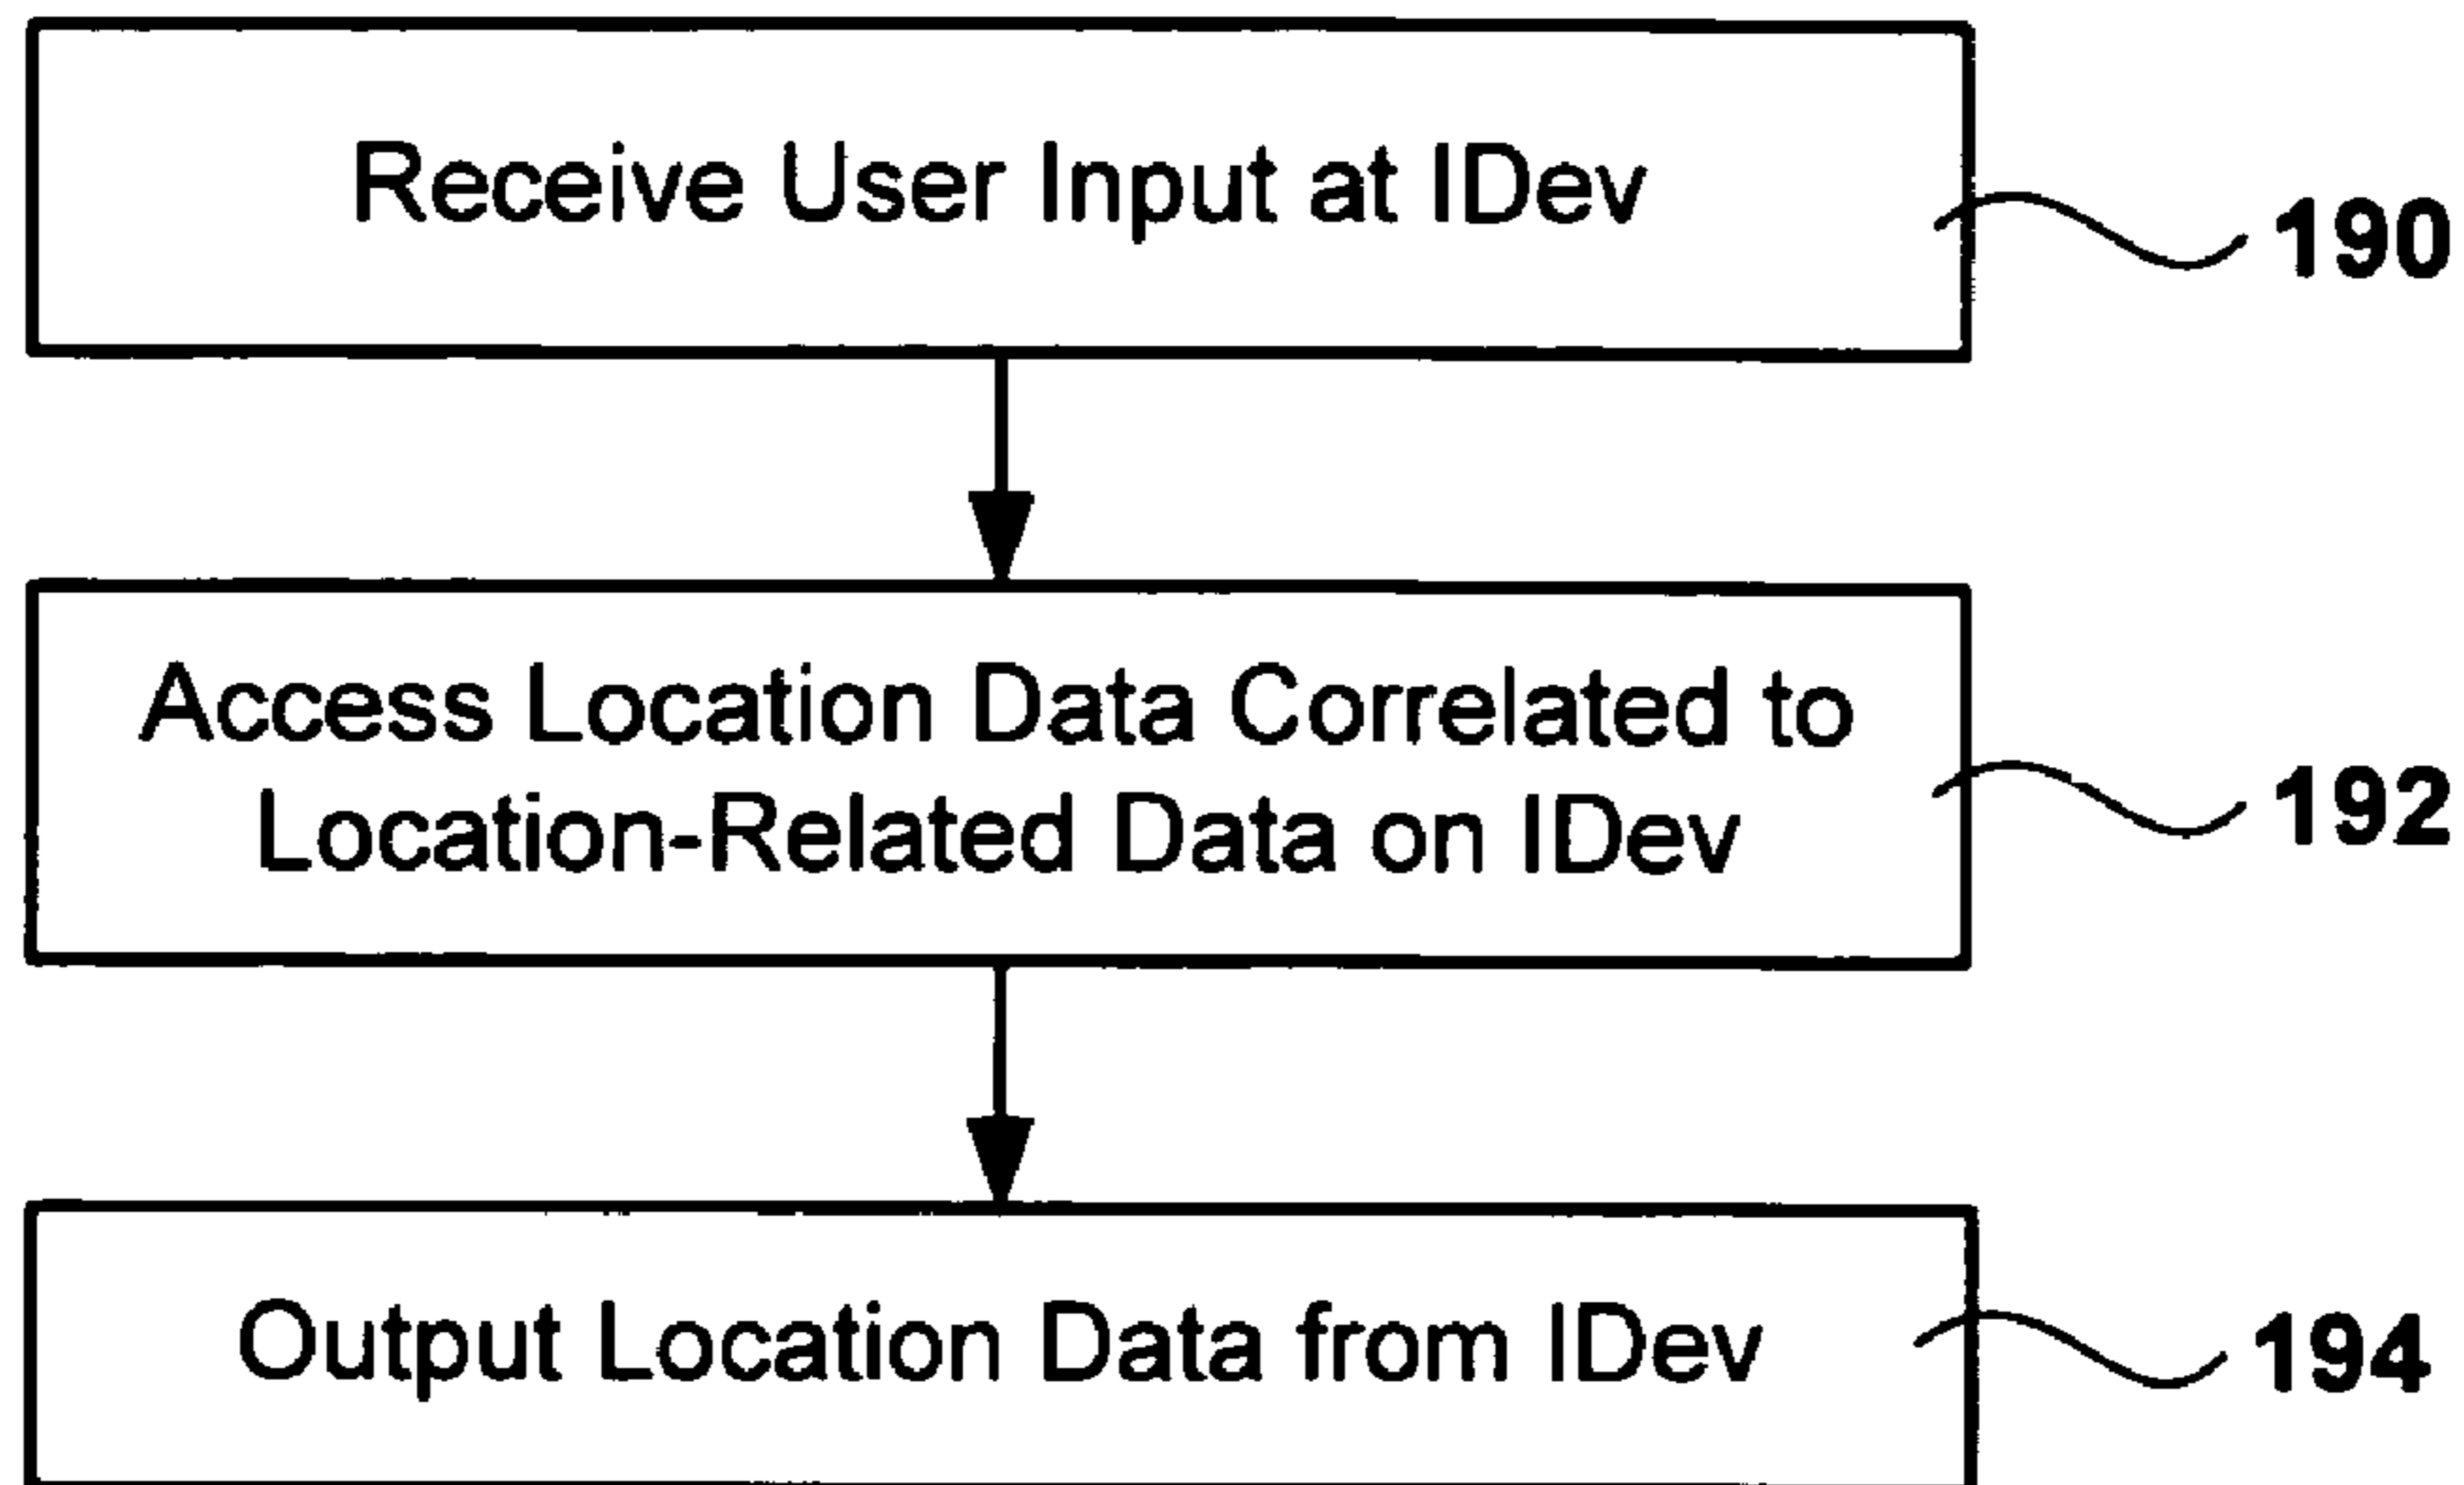 Receive User Input at IDev
190
Access Location Data Correlated to
Location-Related Data on IDev
192
Output Location Data from IDev
194